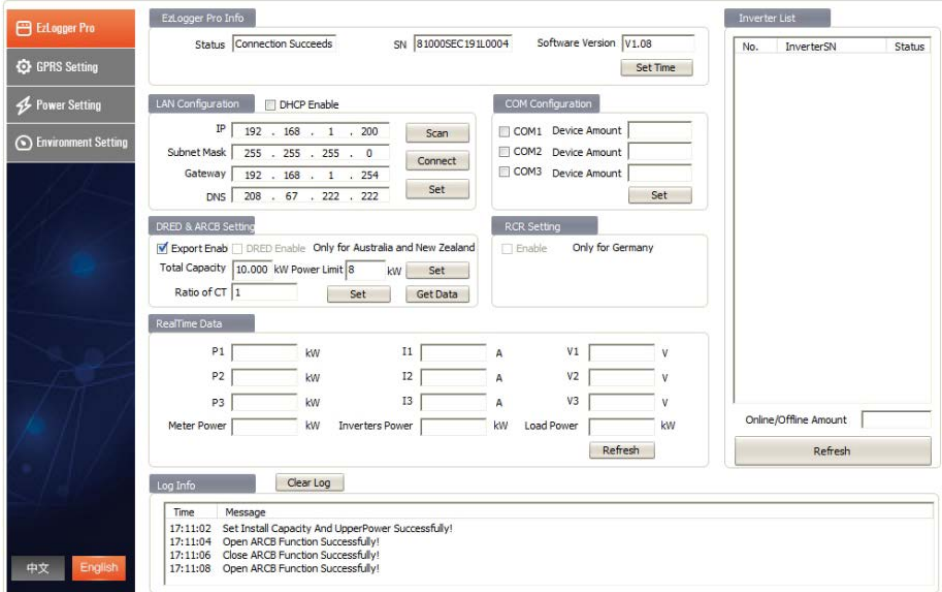 EzLogger Pro
GPRS Setting
Power Setting
Environment Setting
中文 English
EzLogger Pro Info
Status Connection Succeeds SN 81000SEC191L0004 Software Version V1.08
Set Time
LAN Configuration DHCP Enable
IP 192 . 168 . 1 . 200 Scan
Subnet Mask 255 . 255 . 255 . 0 Connect
Gateway 192 . 168 . 1 . 254
DNS 208 . 67 . 222 . 222 Set
COM Configuration
COM1 Device Amount
COM2 Device Amount
COM3 Device Amount
Set
DRED & ARCB Setting
Export Enab DRED Enable Only for Australia and New Zealand
Total Capacity 10.000 kW Power Limit 8 kW Set
Ratio of CT 1 Set Get Data
RCR Setting
Enable Only for Germany
RealTime Data
P1 kW I1 A V1 V
P2 kW I2 A V2 V
P3 kW I3 A V3 V
Meter Power kW Inverters Power kW Load Power kW
Refresh
Log Info Clear Log
Time Message
17:11:02 Set Install Capacity And UpperPower Successfully!
17:11:04 Open ARCB Function Successfully!
17:11:06 Close ARCB Function Successfully!
17:11:08 Open ARCB Function Successfully!
Inverter List
No. InverterSN Status
Online/Offline Amount
Refresh